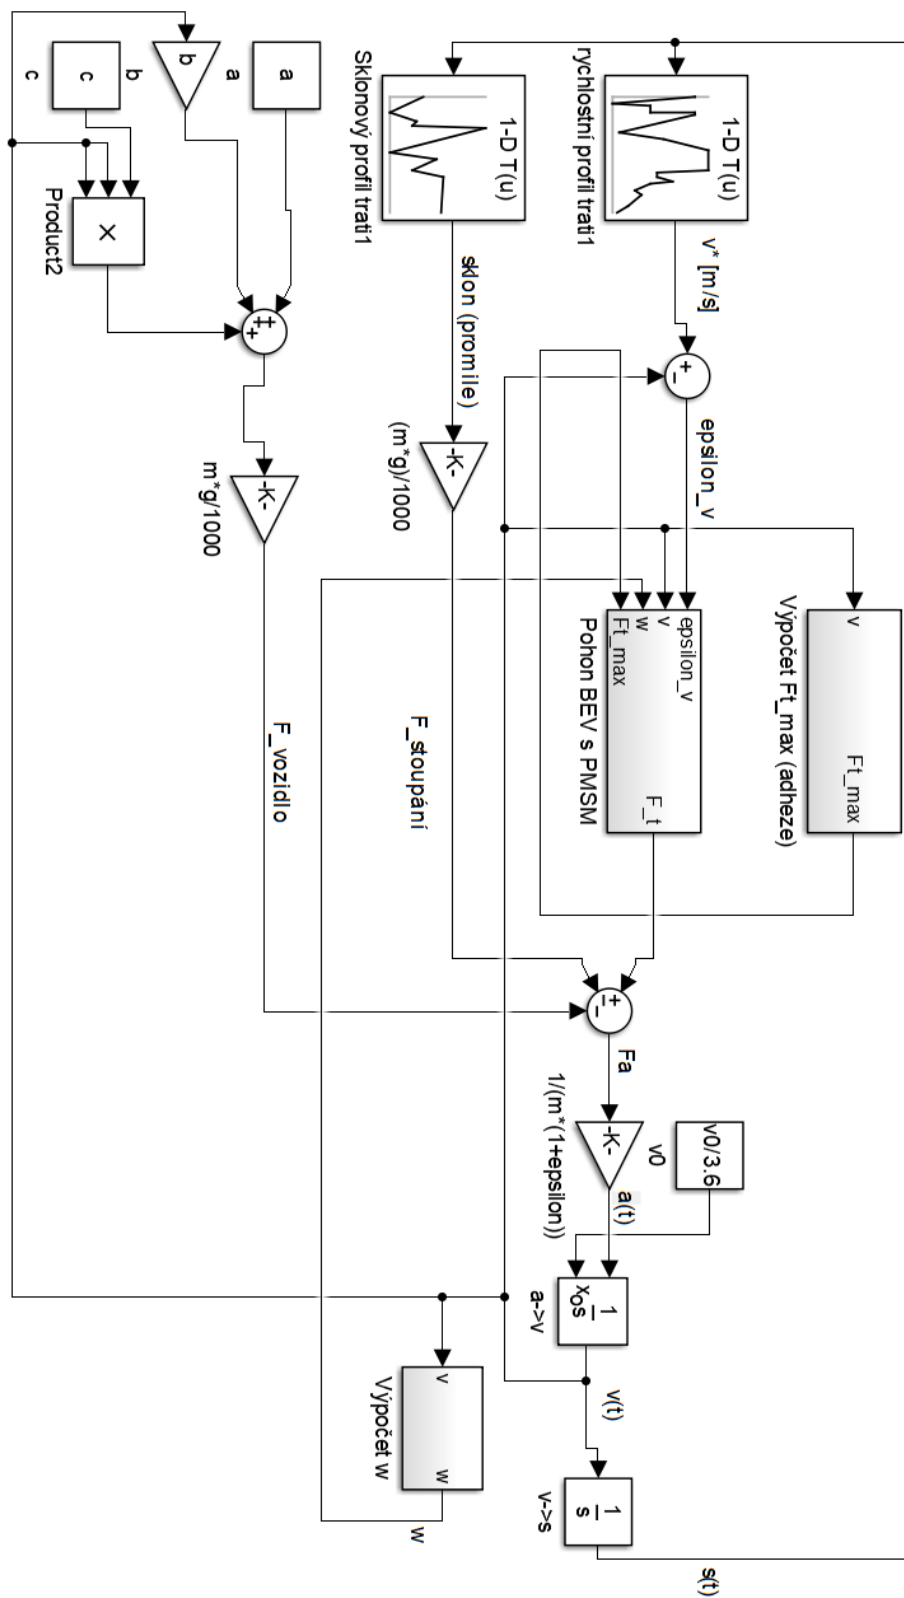 v
Ft_max
Výpočet Ft_max (adheze)
1-D T(u)
rychlostní profil trati1
v* [m/s]
+
−
epsilon_v
epsilon_v
v
w
Ft_max
F_t
Pohon BEV s PMSM
+
−
−
Fa
-K-
1/(m*(1+epsilon))
v0/3.6
v0
a(t)
1
s
xo
a->v
v(t)
1
s
v->s
s(t)
1-D T(u)
Sklonový profil trati1
sklon (promile)
-K-
(m*g)/1000
F_stoupání
v
w
Výpočet w
w
a
a
b
b
c
c
×
Product2
+
+
+
-K-
m*g/1000
F_vozidlo